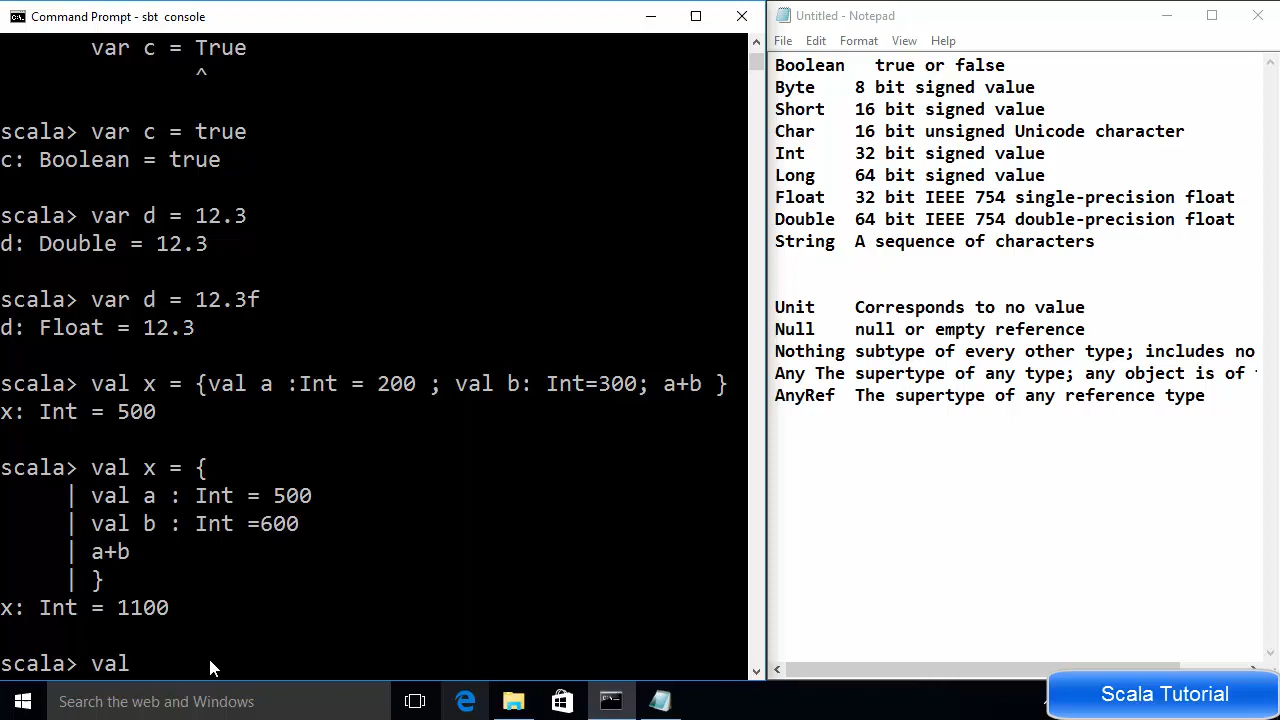 Command Prompt - sbt console
var c = True
^
scala> var c = true
c: Boolean = true
scala> var d = 12.3
d: Double = 12.3
scala> var d = 12.3f
d: Float = 12.3
scala> val x = {val a :Int = 200 ; val b: Int=300; a+b }
x: Int = 500
scala> val x = {
| val a : Int = 500
| val b : Int =600
| a+b
| }
x: Int = 1100
scala> val
Untitled - Notepad
File Edit Format View Help
Boolean true or false
Byte 8 bit signed value
Short 16 bit signed value
Char 16 bit unsigned Unicode character
Int 32 bit signed value
Long 64 bit signed value
Float 32 bit IEEE 754 single-precision float
Double 64 bit IEEE 754 double-precision float
String A sequence of characters
Unit Corresponds to no value
Null null or empty reference
Nothing subtype of every other type; includes no
Any The supertype of any type; any object is of
AnyRef The supertype of any reference type
Search the web and Windows
Scala Tutorial